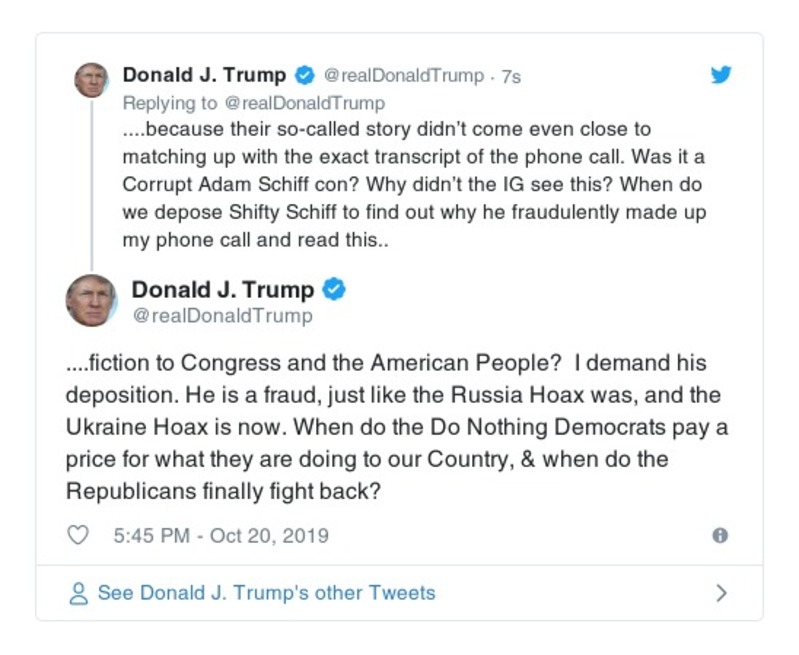 Donald J. Trump @realDonaldTrump · 7s
Replying to @realDonaldTrump
....because their so-called story didn't come even close to
matching up with the exact transcript of the phone call. Was it a
Corrupt Adam Schiff con? Why didn't the IG see this? When do
we depose Shifty Schiff to find out why he fraudulently made up
my phone call and read this..
Donald J. Trump
@realDonaldTrump
....fiction to Congress and the American People?  I demand his
deposition. He is a fraud, just like the Russia Hoax was, and the
Ukraine Hoax is now. When do the Do Nothing Democrats pay a
price for what they are doing to our Country, & when do the
Republicans finally fight back?
5:45 PM - Oct 20, 2019
See Donald J. Trump's other Tweets